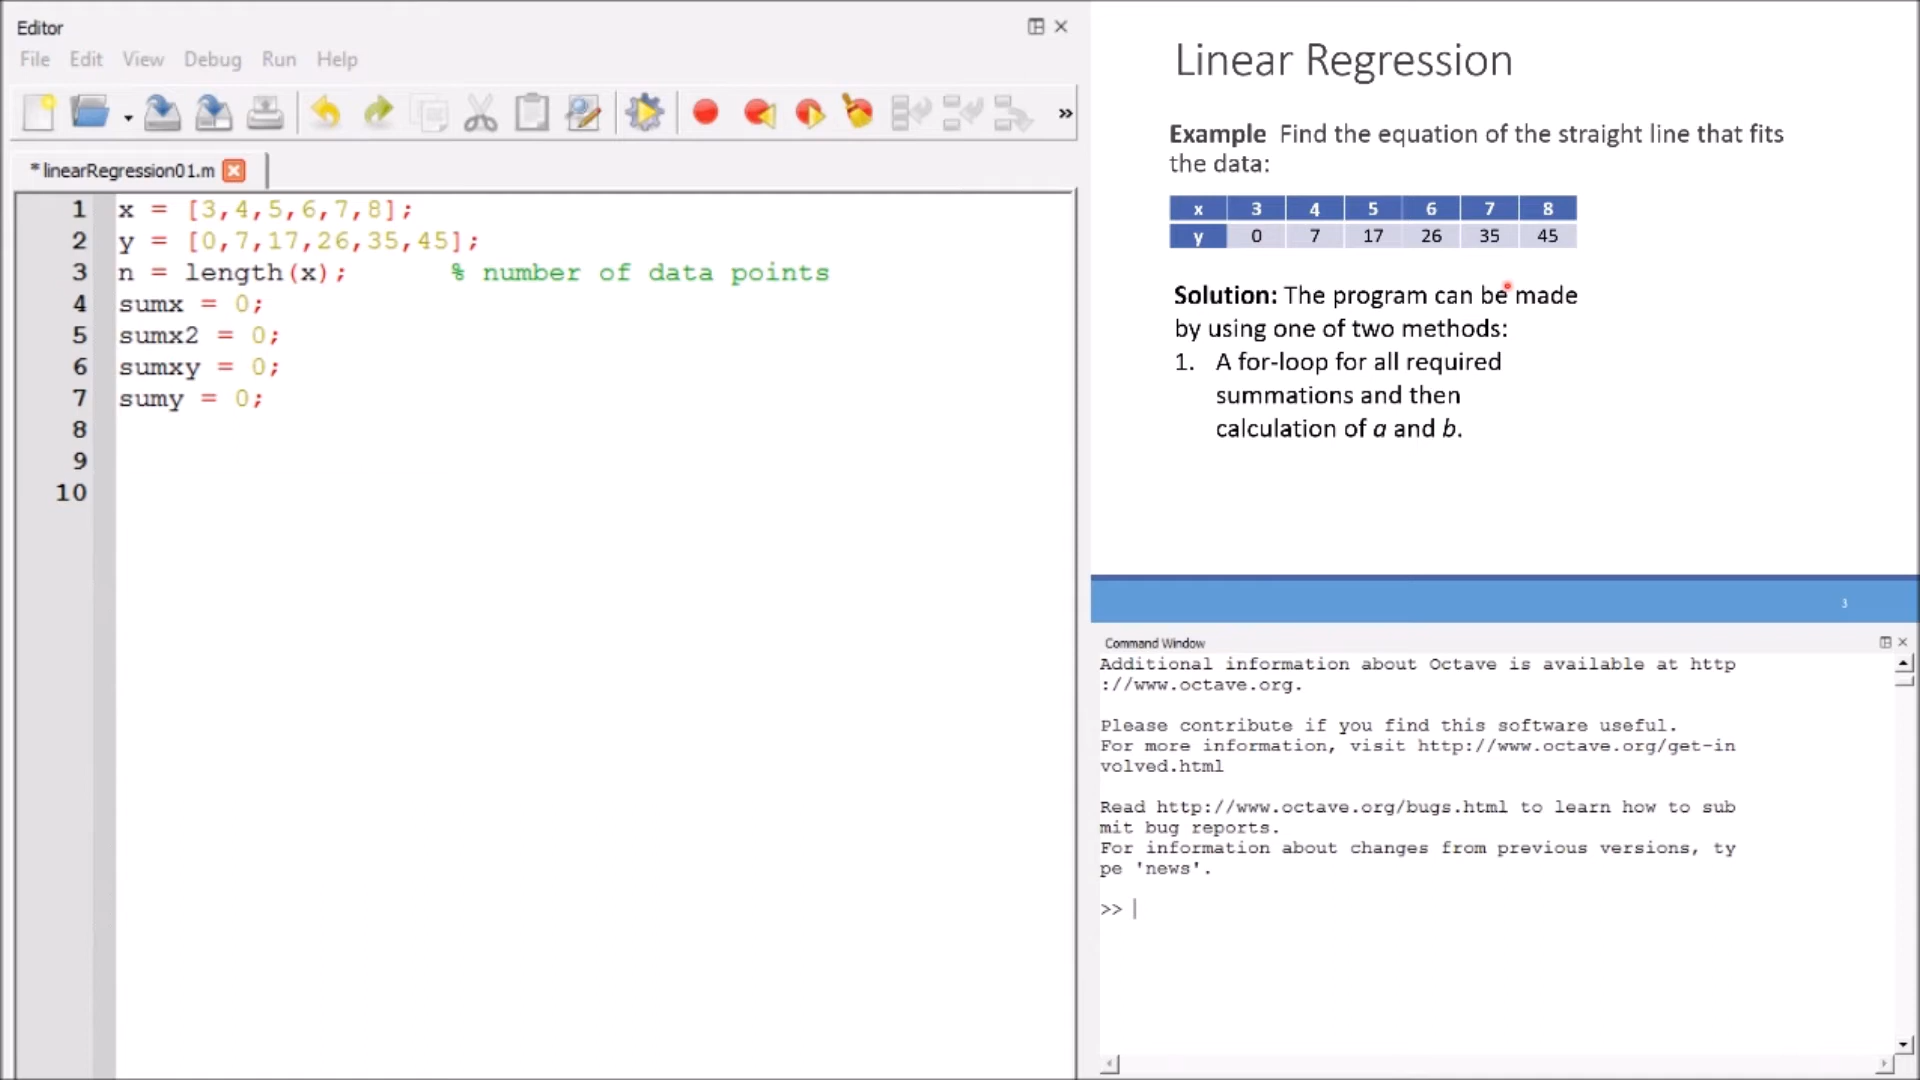 Editor
File Edit View Debug Run Help
»
* linearRegression01.m
1 x = [3,4,5,6,7,8];
2 y = [0,7,17,26,35,45];
3 n = length(x); % number of data points
4 sumx = 0;
5 sumx2 = 0;
6 sumxy = 0;
7 sumy = 0;
8
9
10
Linear Regression
Example Find the equation of the straight line that fits
the data:
x 3 4 5 6 7 8
y 0 7 17 26 35 45
Solution: The program can be made
by using one of two methods:
1. A for-loop for all required
summations and then
calculation of a and b.
3
Command Window
Additional information about Octave is available at http
://www.octave.org.
Please contribute if you find this software useful.
For more information, visit http://www.octave.org/get-in
volved.html
Read http://www.octave.org/bugs.html to learn how to sub
mit bug reports.
For information about changes from previous versions, ty
pe 'news'.
>>